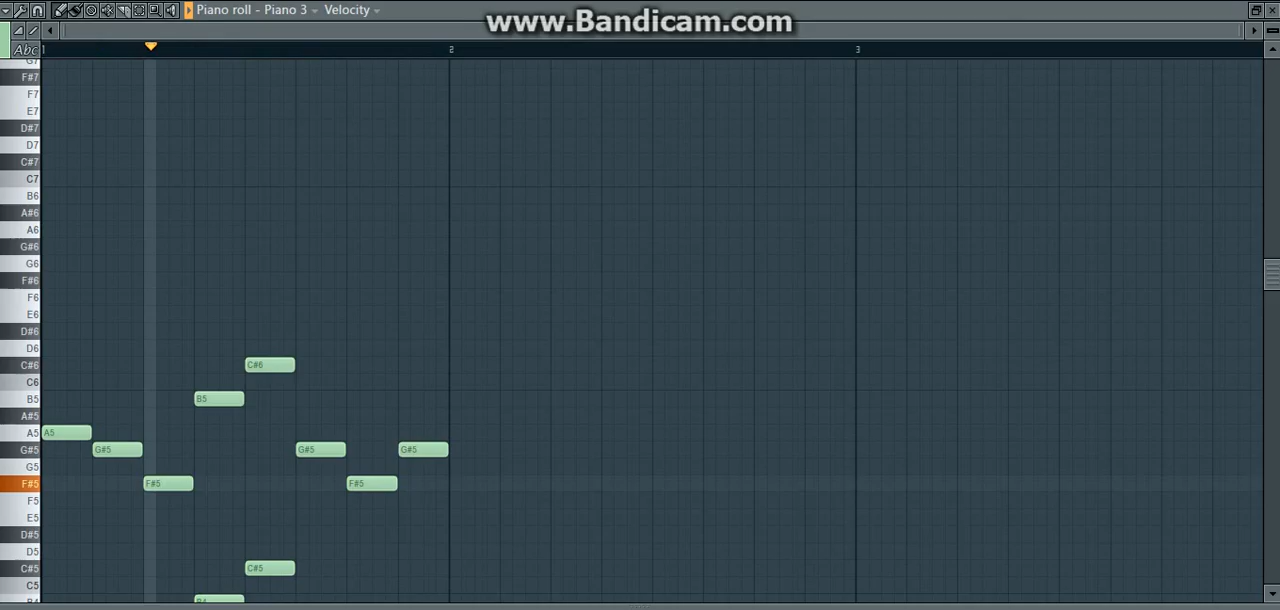 Piano roll - Piano 3 Velocity
www.Bandicam.com
Abc 1 2 3
G7
F#7
F7
E7
D#7
D7
C#7
C7
B6
A#6
A6
G#6
G6
F#6
F6
E6
D#6
D6
C#6 C#6
C6
B5 B5
A#5
A5 A5
G#5 G#5 G#5 G#5
G5
F#5 F#5 F#5
F5
E5
D#5
D5
C#5 C#5
C5
B4 B4